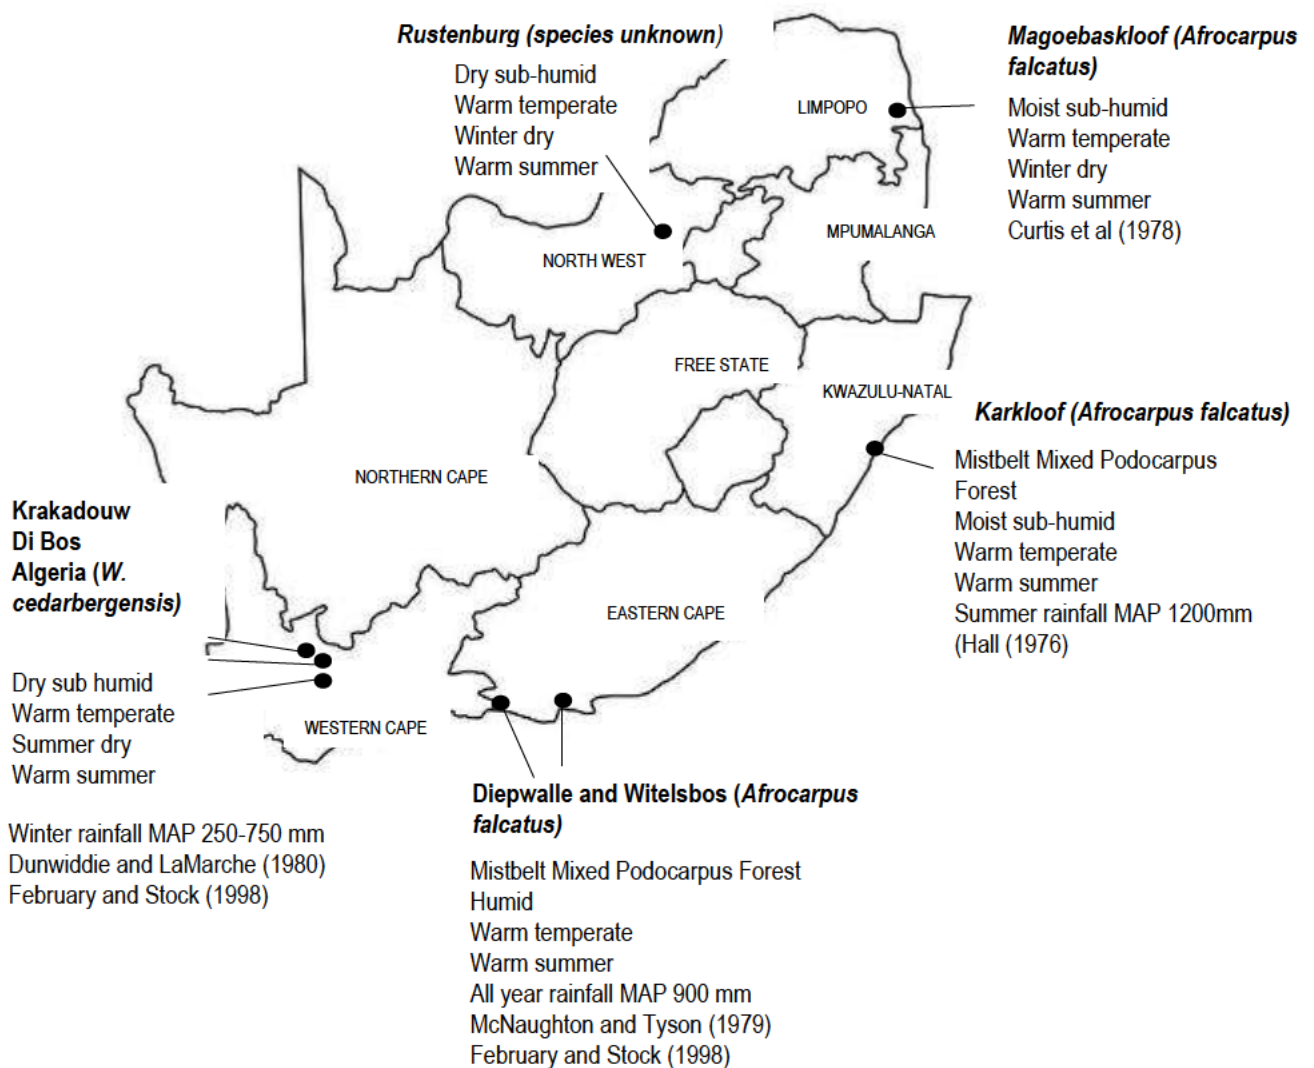 Rustenburg (species unknown)
Dry sub-humid
Warm temperate
Winter dry
Warm summer
Magoebaskloof (Afrocarpus
falcatus)
Moist sub-humid
Warm temperate
Winter dry
Warm summer
Curtis et al (1978)
LIMPOPO
MPUMALANGA
NORTH WEST
FREE STATE
KWAZULU-NATAL
Karkloof (Afrocarpus falcatus)
Mistbelt Mixed Podocarpus
Forest
Moist sub-humid
Warm temperate
Warm summer
Summer rainfall MAP 1200mm
(Hall (1976)
NORTHERN CAPE
EASTERN CAPE
WESTERN CAPE
Krakadouw
Di Bos
Algeria (W.
cedarbergensis)
Dry sub humid
Warm temperate
Summer dry
Warm summer
Winter rainfall MAP 250-750 mm
Dunwiddie and LaMarche (1980)
February and Stock (1998)
Diepwalle and Witelsbos (Afrocarpus
falcatus)
Mistbelt Mixed Podocarpus Forest
Humid
Warm temperate
Warm summer
All year rainfall MAP 900 mm
McNaughton and Tyson (1979)
February and Stock (1998)